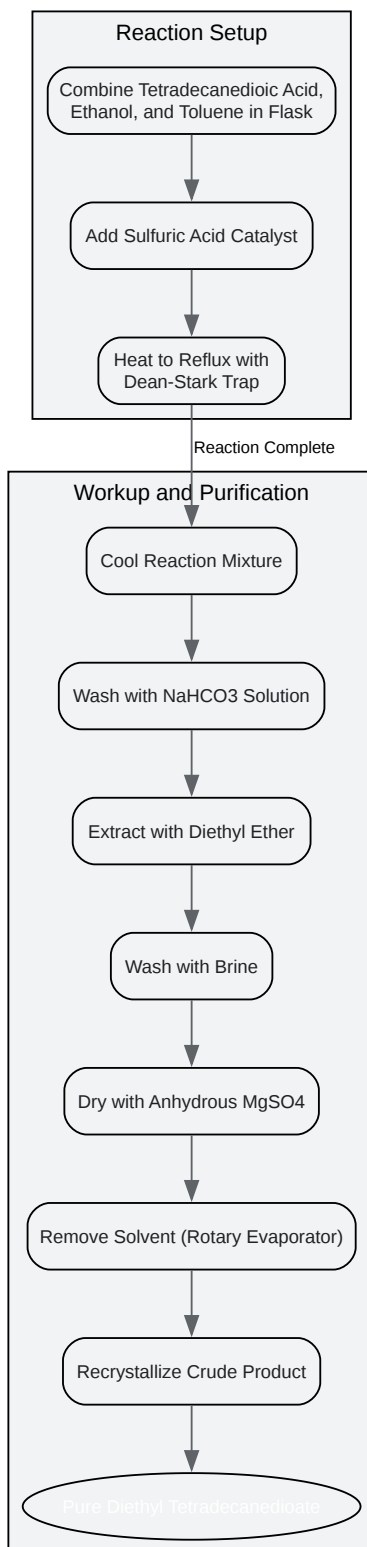 Reaction Setup
Combine Tetradecanedioic Acid,
Ethanol, and Toluene in Flask
Add Sulfuric Acid Catalyst
Heat to Reflux with
Dean-Stark Trap
Reaction Complete
Workup and Purification
Cool Reaction Mixture
Wash with NaHCO3 Solution
Extract with Diethyl Ether
Wash with Brine
Dry with Anhydrous MgSO4
Remove Solvent (Rotary Evaporator)
Recrystallize Crude Product
Pure Diethyl Tetradecanedioate